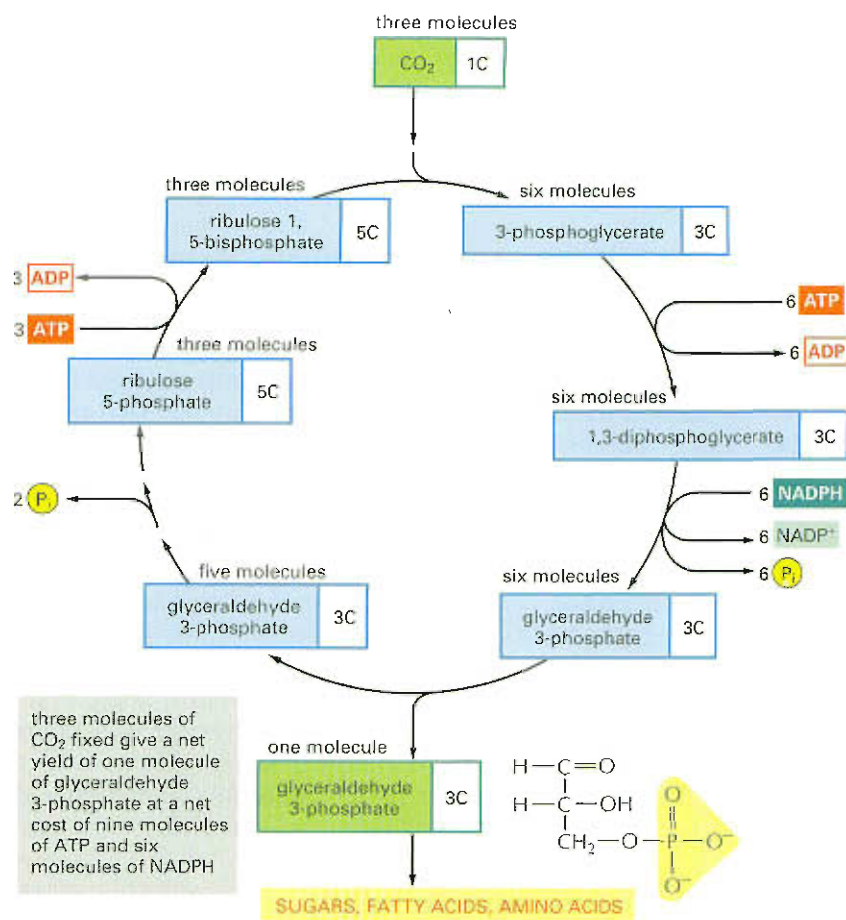 three molecules
CO₂ 1C
three molecules
ribulose 1,
5-bisphosphate
5C
six molecules
3-phosphoglycerate 3C
3 ADP
3 ATP
6 ATP
6 ADP
three molecules
ribulose
5-phosphate
5C
six molecules
1,3-diphosphoglycerate 3C
2 Pi
6 NADPH
6 NADP⁺
6 Pi
five molecules
glyceraldehyde
3-phosphate
3C
six molecules
glyceraldehyde
3-phosphate
3C
three molecules of
CO₂ fixed give a net
yield of one molecule
of glyceraldehyde
3-phosphate at a net
cost of nine molecules
of ATP and six
molecules of NADPH
one molecule
glyceraldehyde
3-phosphate
3C
H—C=O
H—C—OH
CH₂—O—P—O⁻
O
O⁻
SUGARS, FATTY ACIDS, AMINO ACIDS